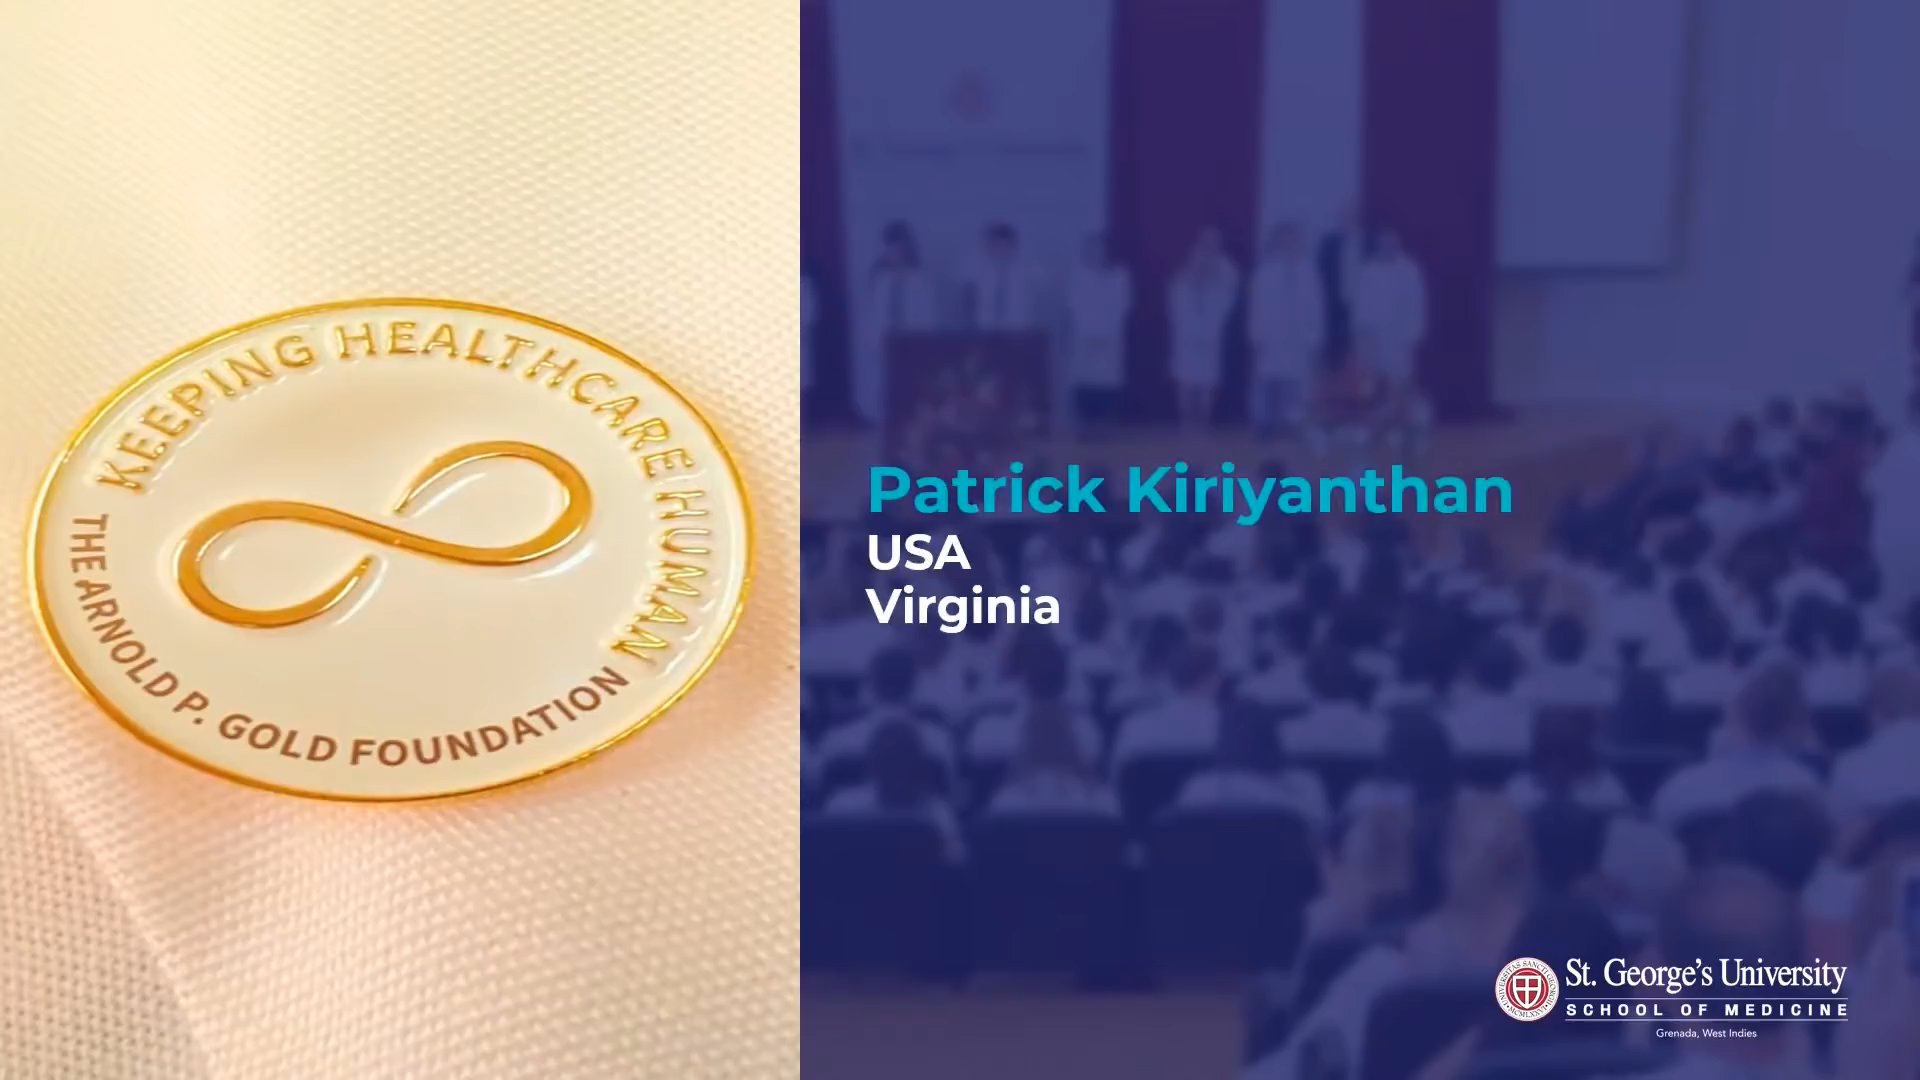 KEEPING HEALTHCARE HUMAN
THE ARNOLD P. GOLD FOUNDATION
Patrick Kiriyanthan
USA
Virginia
St. George's University
SCHOOL OF MEDICINE
Grenada, West Indies